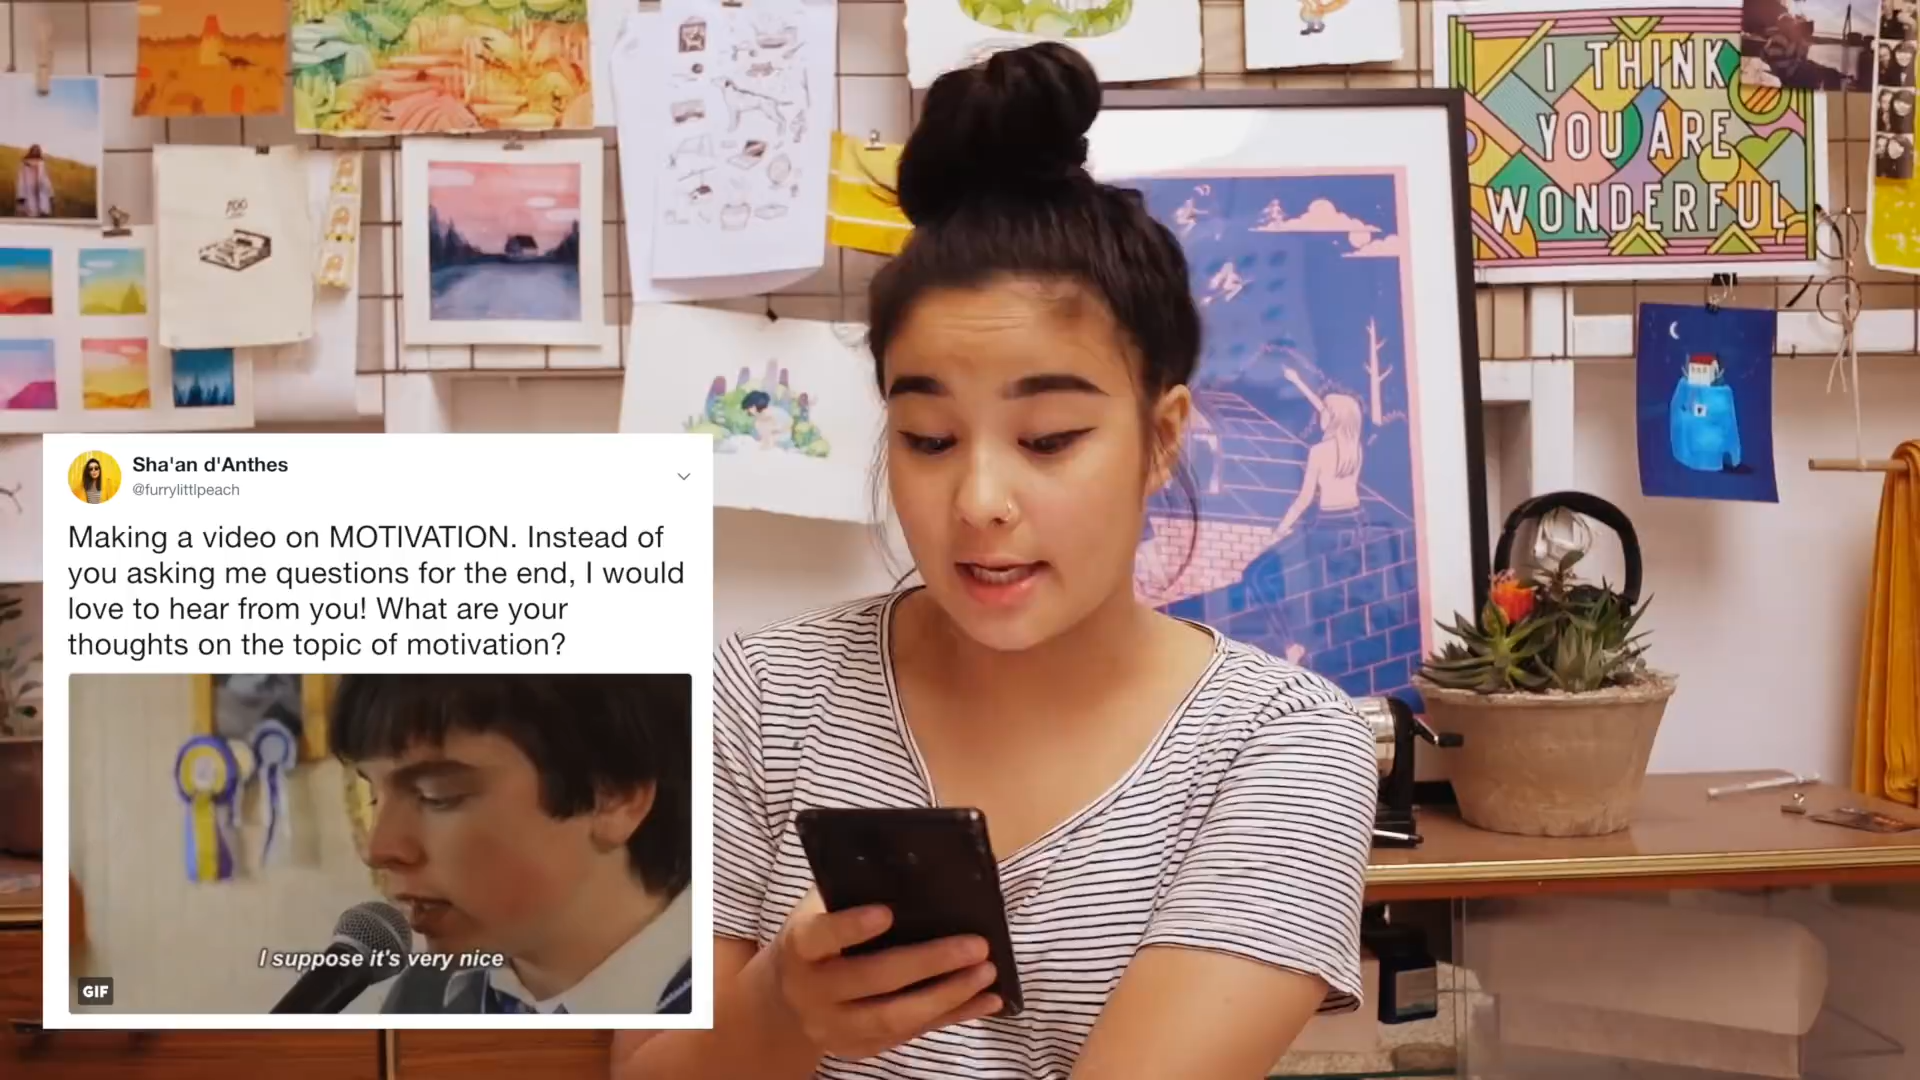 I THINK
YOU ARE
WONDERFUL
Sha'an d'Anthes
@furrylittlpeach
Making a video on MOTIVATION. Instead of
you asking me questions for the end, I would
love to hear from you! What are your
thoughts on the topic of motivation?
I suppose it's very nice
GIF